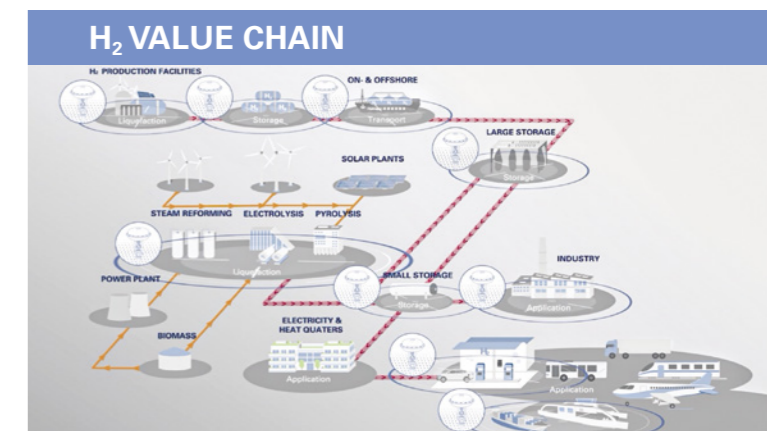 H₂ VALUE CHAIN
H₂ PRODUCTION FACILITIES
ON- & OFFSHORE
Liquefaction
Storage
Transport
LARGE STORAGE
Storage
SOLAR PLANTS
STEAM REFORMING
ELECTROLYSIS
PYROLYSIS
Liquefaction
POWER PLANT
SMALL STORAGE
Storage
INDUSTRY
Application
BIOMASS
ELECTRICITY &
HEAT QUATERS
Application
H₂
Application